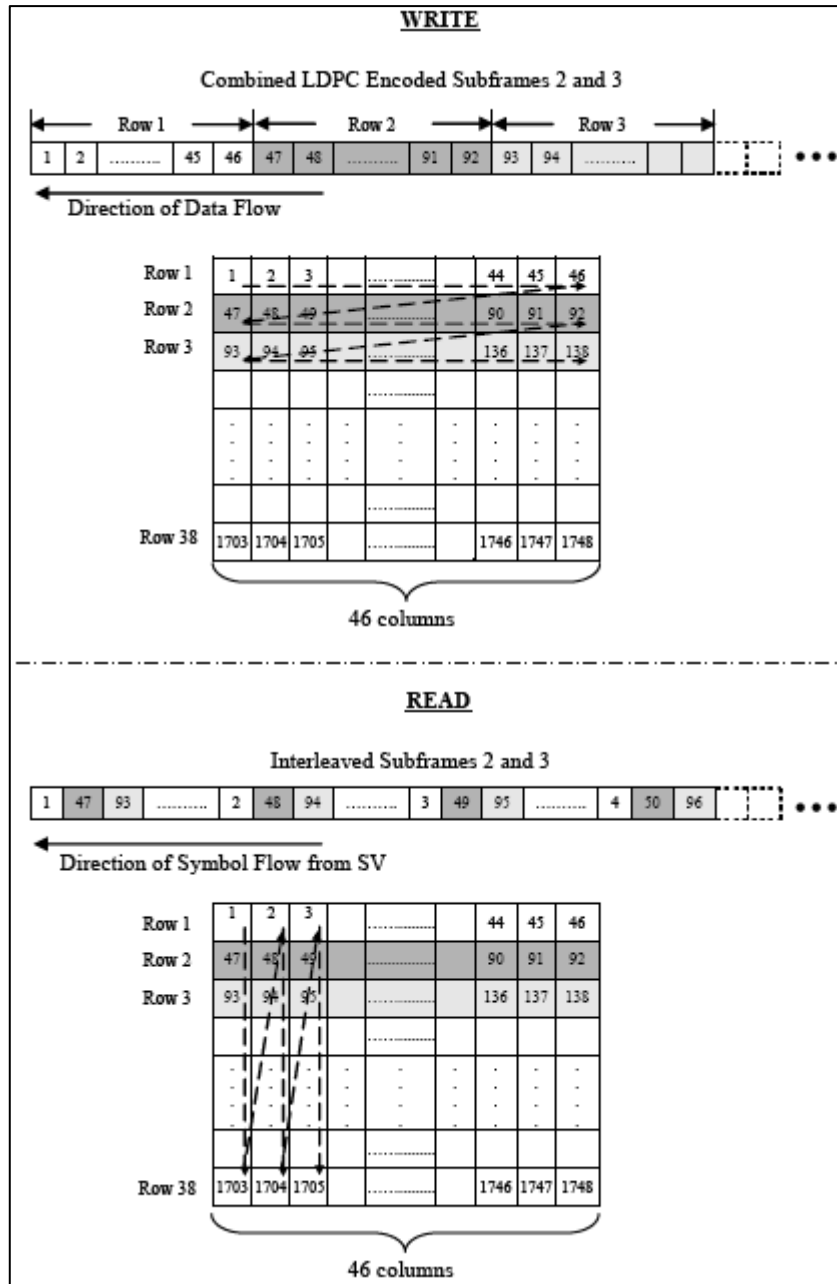 WRITE
Combined LDPC Encoded Subframes 2 and 3
Row 1 Row 2 Row 3
1 2 ........... 45 46 47 48 ........... 91 92 93 94 ........... •••
Direction of Data Flow
Row 1 1 2 3 ................ 44 45 46
Row 2 47 48 49 ................ 90 91 92
Row 3 93 94 95 ................ 136 137 138
................
................
Row 38 1703 1704 1705 ................ 1746 1747 1748
46 columns
READ
Interleaved Subframes 2 and 3
1 47 93 ........... 2 48 94 ........... 3 49 95 ........... 4 50 96 •••
Direction of Symbol Flow from SV
Row 1 1 2 3 ................ 44 45 46
Row 2 47 48 49 ................ 90 91 92
Row 3 93 94 95 ................ 136 137 138
................
................
Row 38 1703 1704 1705 ................ 1746 1747 1748
46 columns